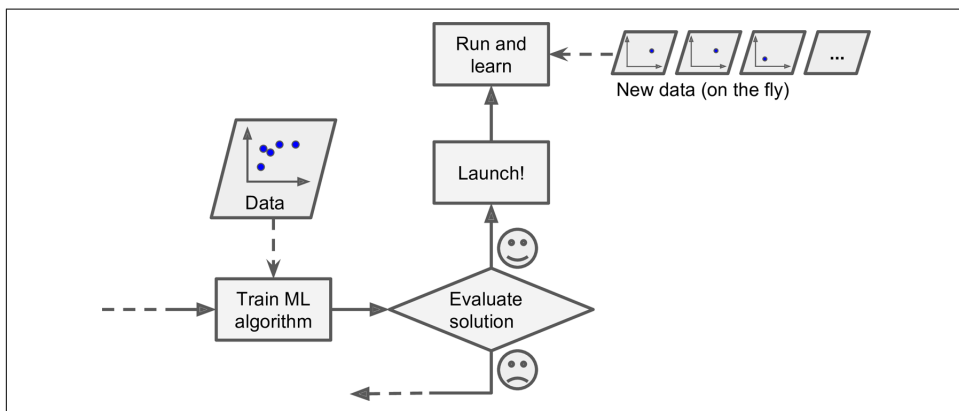 Run and
learn
...
New data (on the fly)
Launch!
Data
Train ML
algorithm
Evaluate
solution